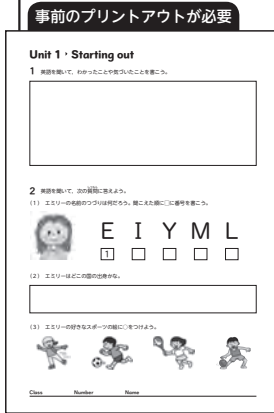 事前のプリントアウトが必要
Unit 1・Starting out
1 英語を聞いて、わかったことや気づいたことを書こう。
2 英語を聞いて、次の質問に答えよう。
(1) エミリーの名前のつづりは何だろう。聞こえた順に□に番号を書こう。
E I Y M L
1
(2) エミリーはどこの国の出身かな。
(3) エミリーの好きなスポーツの絵に○をつけよう。
Class Number Name